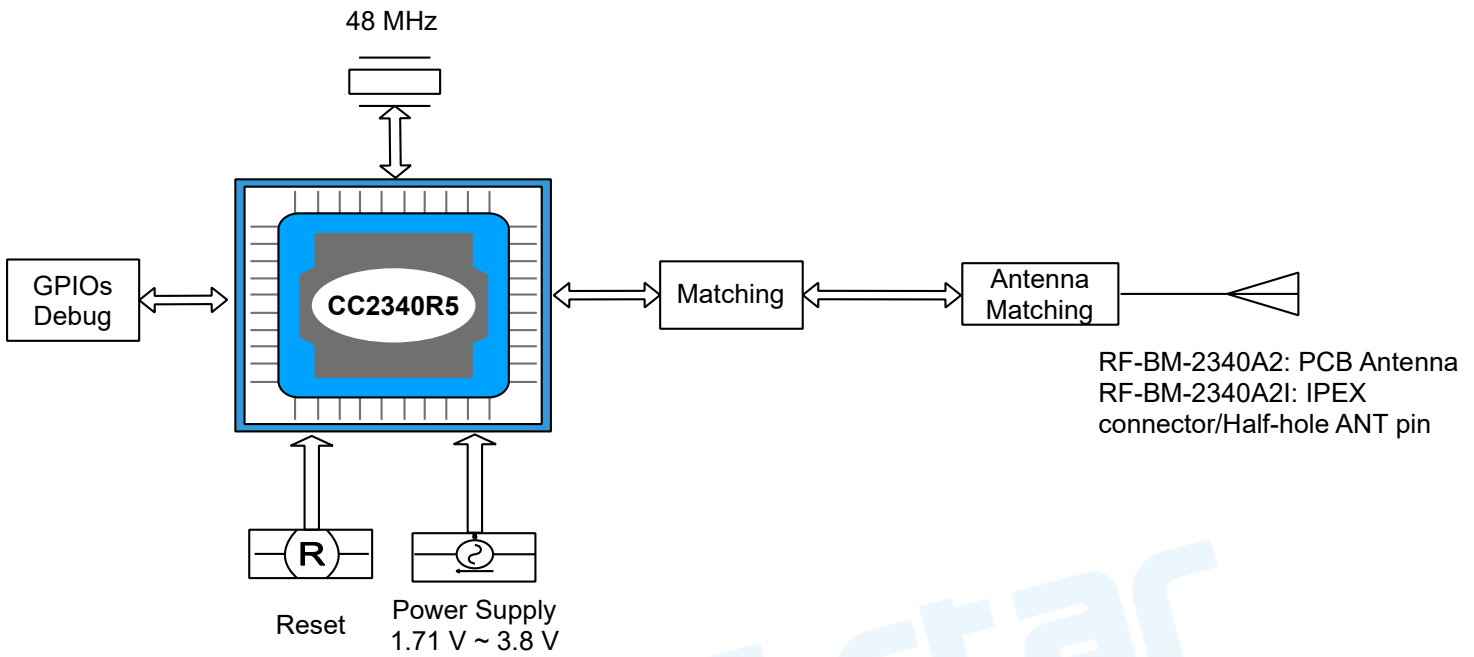 48 MHz
GPIOs
Debug
CC2340R5
Matching
Antenna
Matching
RF-BM-2340A2: PCB Antenna
RF-BM-2340A2I: IPEX
connector/Half-hole ANT pin
R
Reset
Power Supply
1.71 V ~ 3.8 V
star